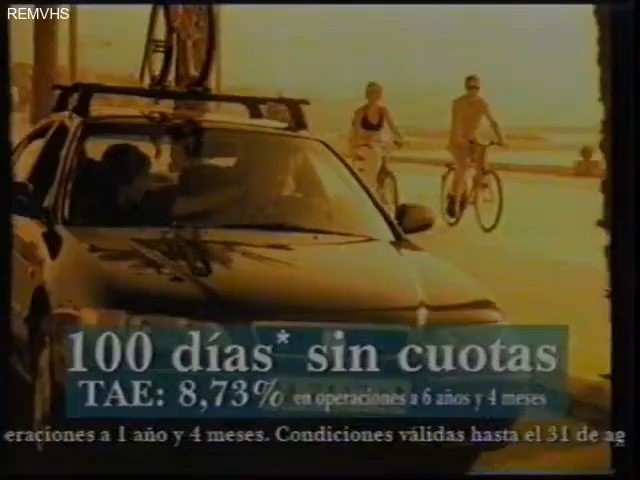 REMVHS
100 días* sin cuotas
TAE: 8,73% en operaciones a 6 años y 4 meses
eraciones a 1 año y 4 meses. Condiciones válidas hasta el 31 de ag